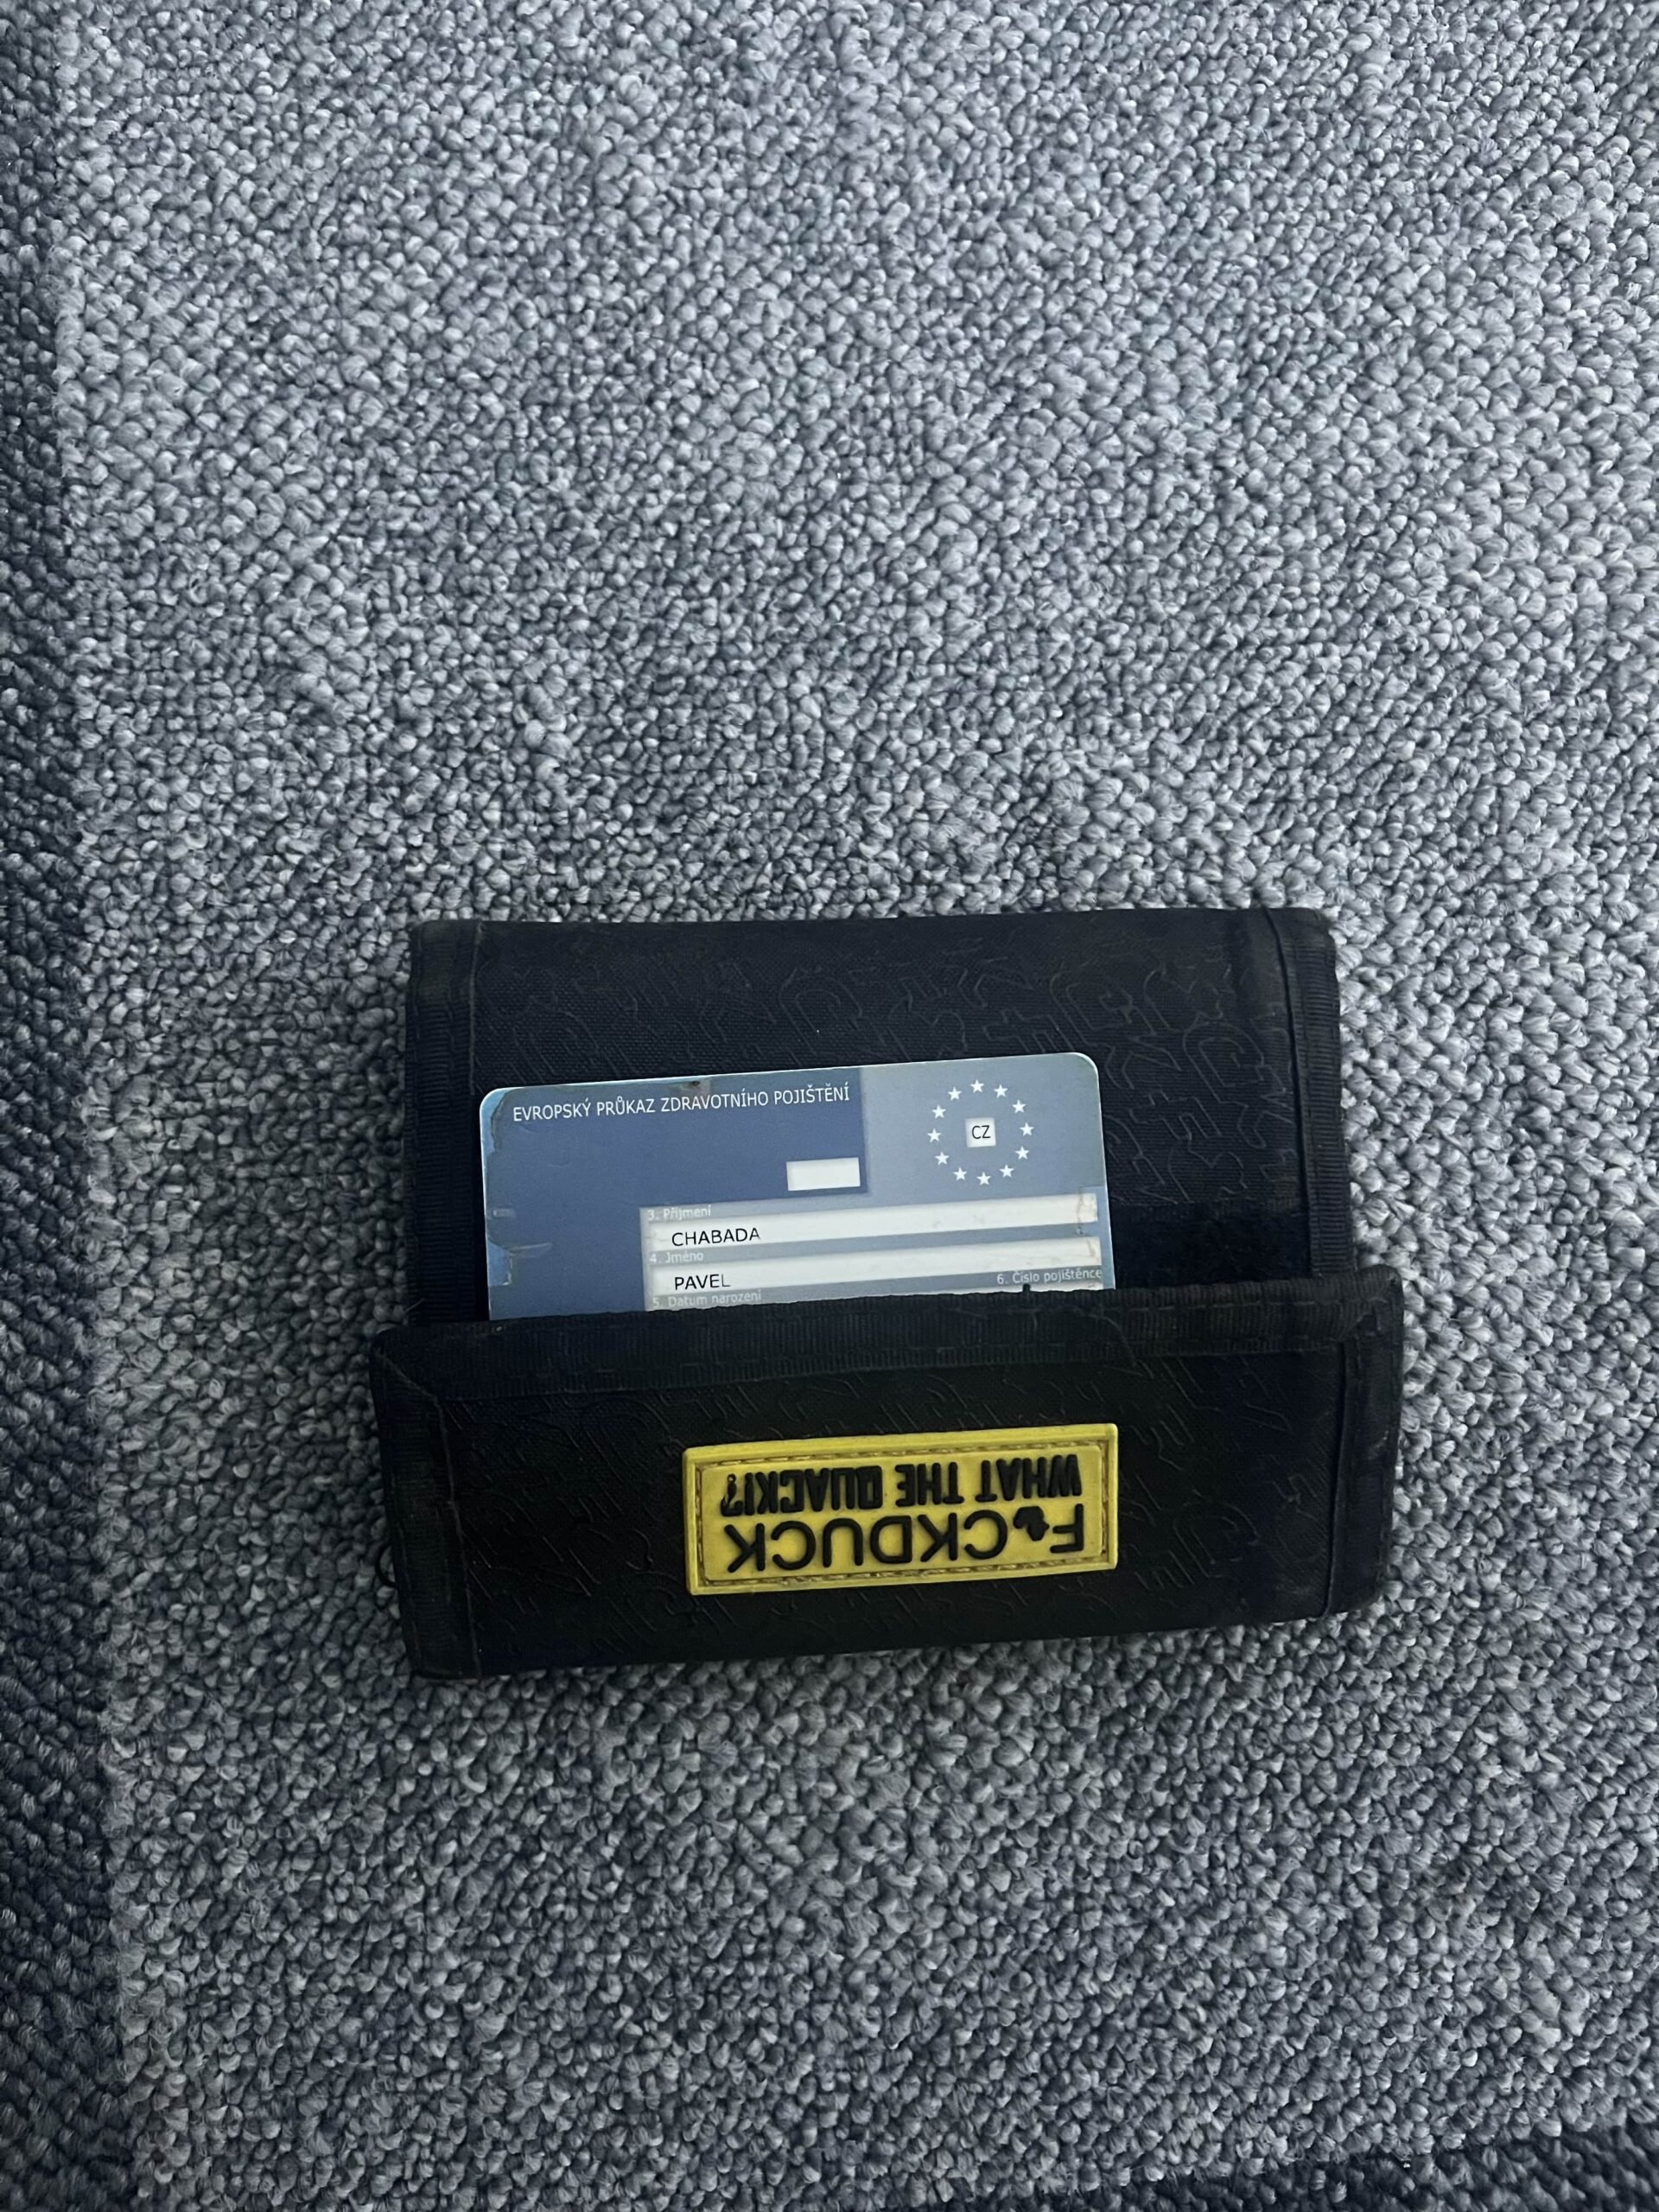 EVROPSKÝ PRŮKAZ ZDRAVOTNÍHO POJIŠTĚNÍ
CZ
3. Příjmení
CHABADA
4. Jméno
PAVEL
6. Číslo pojištěnce
5. Datum narození
F CKDUCK
WHAT THE QUACK!?